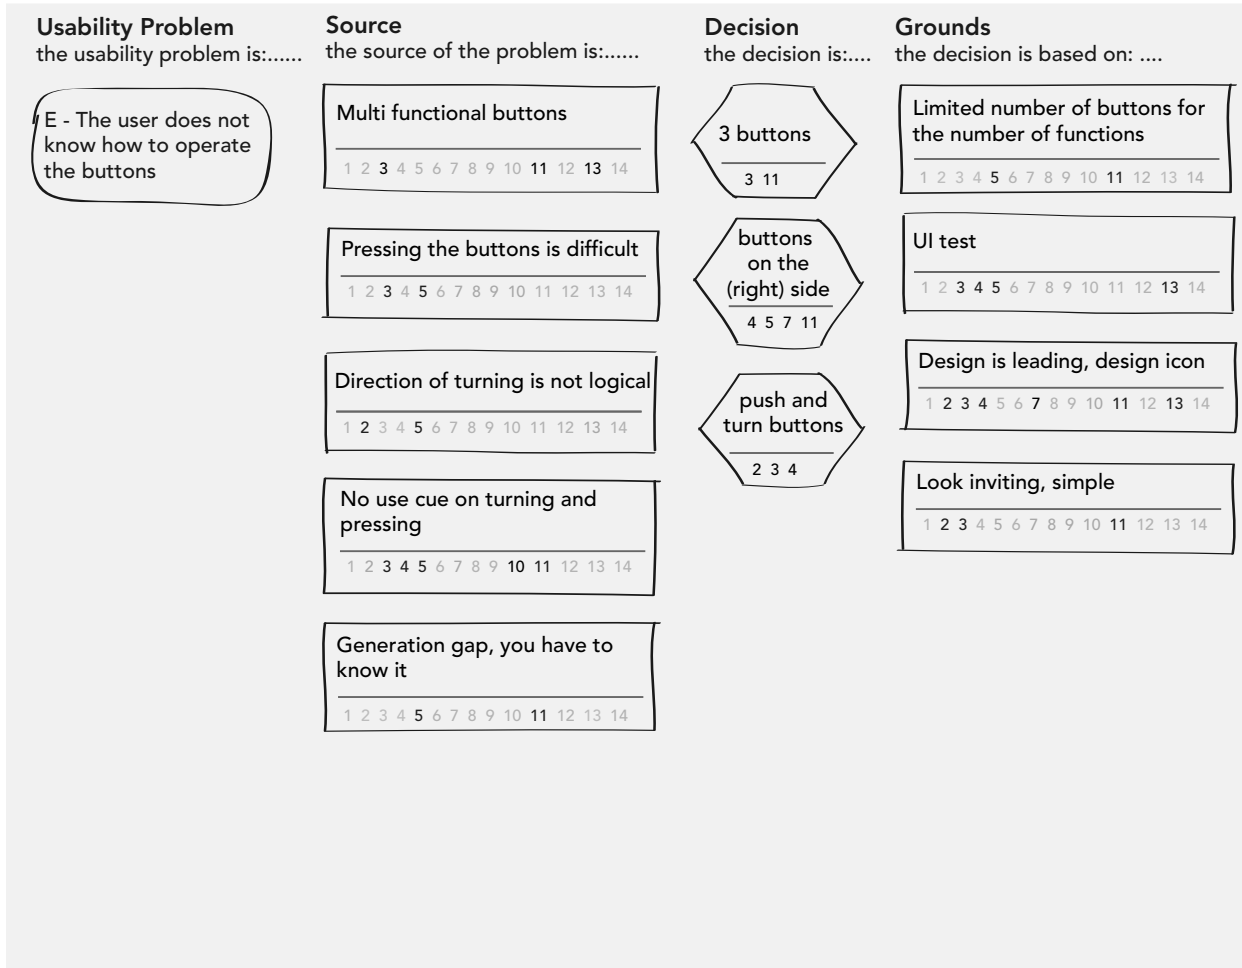 Usability Problem
the usability problem is:......
E - The user does not
know how to operate
the buttons
Source
the source of the problem is:......
Multi functional buttons
1 2 3 4 5 6 7 8 9 10 11 12 13 14
Pressing the buttons is difficult
1 2 3 4 5 6 7 8 9 10 11 12 13 14
Direction of turning is not logical
1 2 3 4 5 6 7 8 9 10 11 12 13 14
No use cue on turning and
pressing
1 2 3 4 5 6 7 8 9 10 11 12 13 14
Generation gap, you have to
know it
1 2 3 4 5 6 7 8 9 10 11 12 13 14
Decision
the decision is:....
3 buttons
3 11
buttons
on the
(right) side
4 5 7 11
push and
turn buttons
2 3 4
Grounds
the decision is based on: ....
Limited number of buttons for
the number of functions
1 2 3 4 5 6 7 8 9 10 11 12 13 14
UI test
1 2 3 4 5 6 7 8 9 10 11 12 13 14
Design is leading, design icon
1 2 3 4 5 6 7 8 9 10 11 12 13 14
Look inviting, simple
1 2 3 4 5 6 7 8 9 10 11 12 13 14